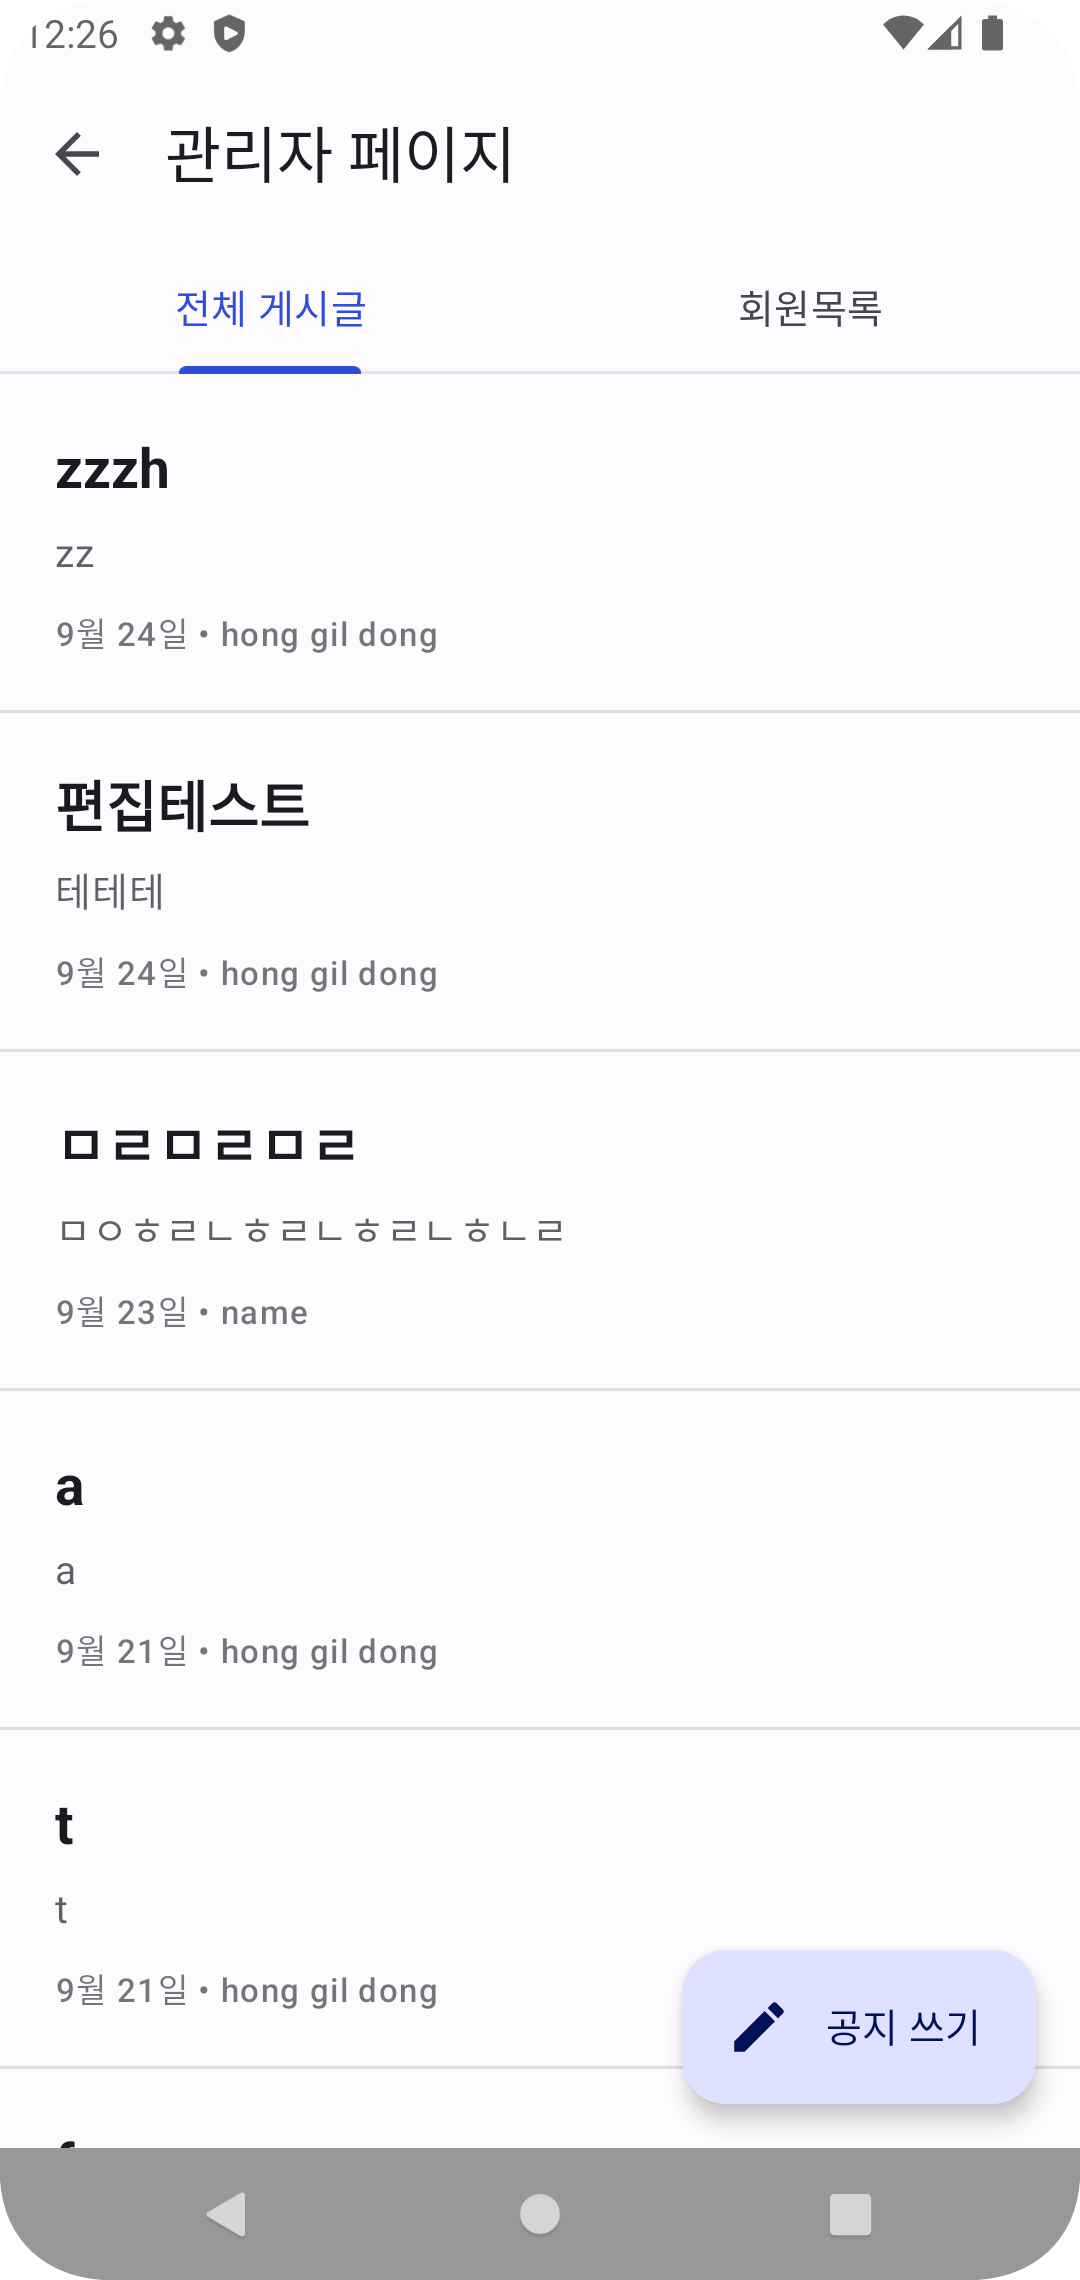 12:26
관리자 페이지
전체 게시글
회원목록
zzzh
zz
9월 24일 • hong gil dong
편집테스트
테테테
9월 24일 • hong gil dong
ㅁㄹㅁㄹㅁㄹ
ㅁㅇㅎㄹㄴㅎㄹㄴㅎㄹㄴㅎㄴㄹ
9월 23일 • name
a
a
9월 21일 • hong gil dong
t
t
9월 21일 • hong gil dong
공지 쓰기